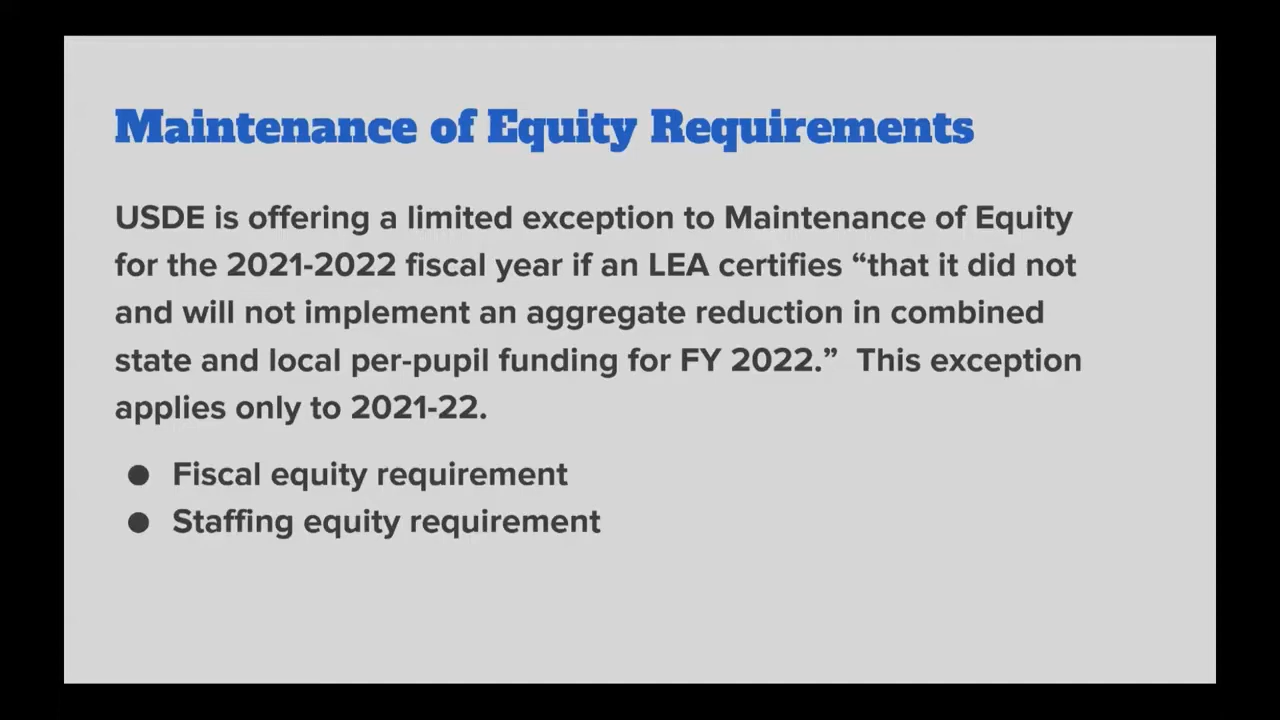 Maintenance of Equity Requirements
USDE is offering a limited exception to Maintenance of Equity
for the 2021-2022 fiscal year if an LEA certifies “that it did not
and will not implement an aggregate reduction in combined
state and local per-pupil funding for FY 2022.”  This exception
applies only to 2021-22.
● Fiscal equity requirement
● Staffing equity requirement